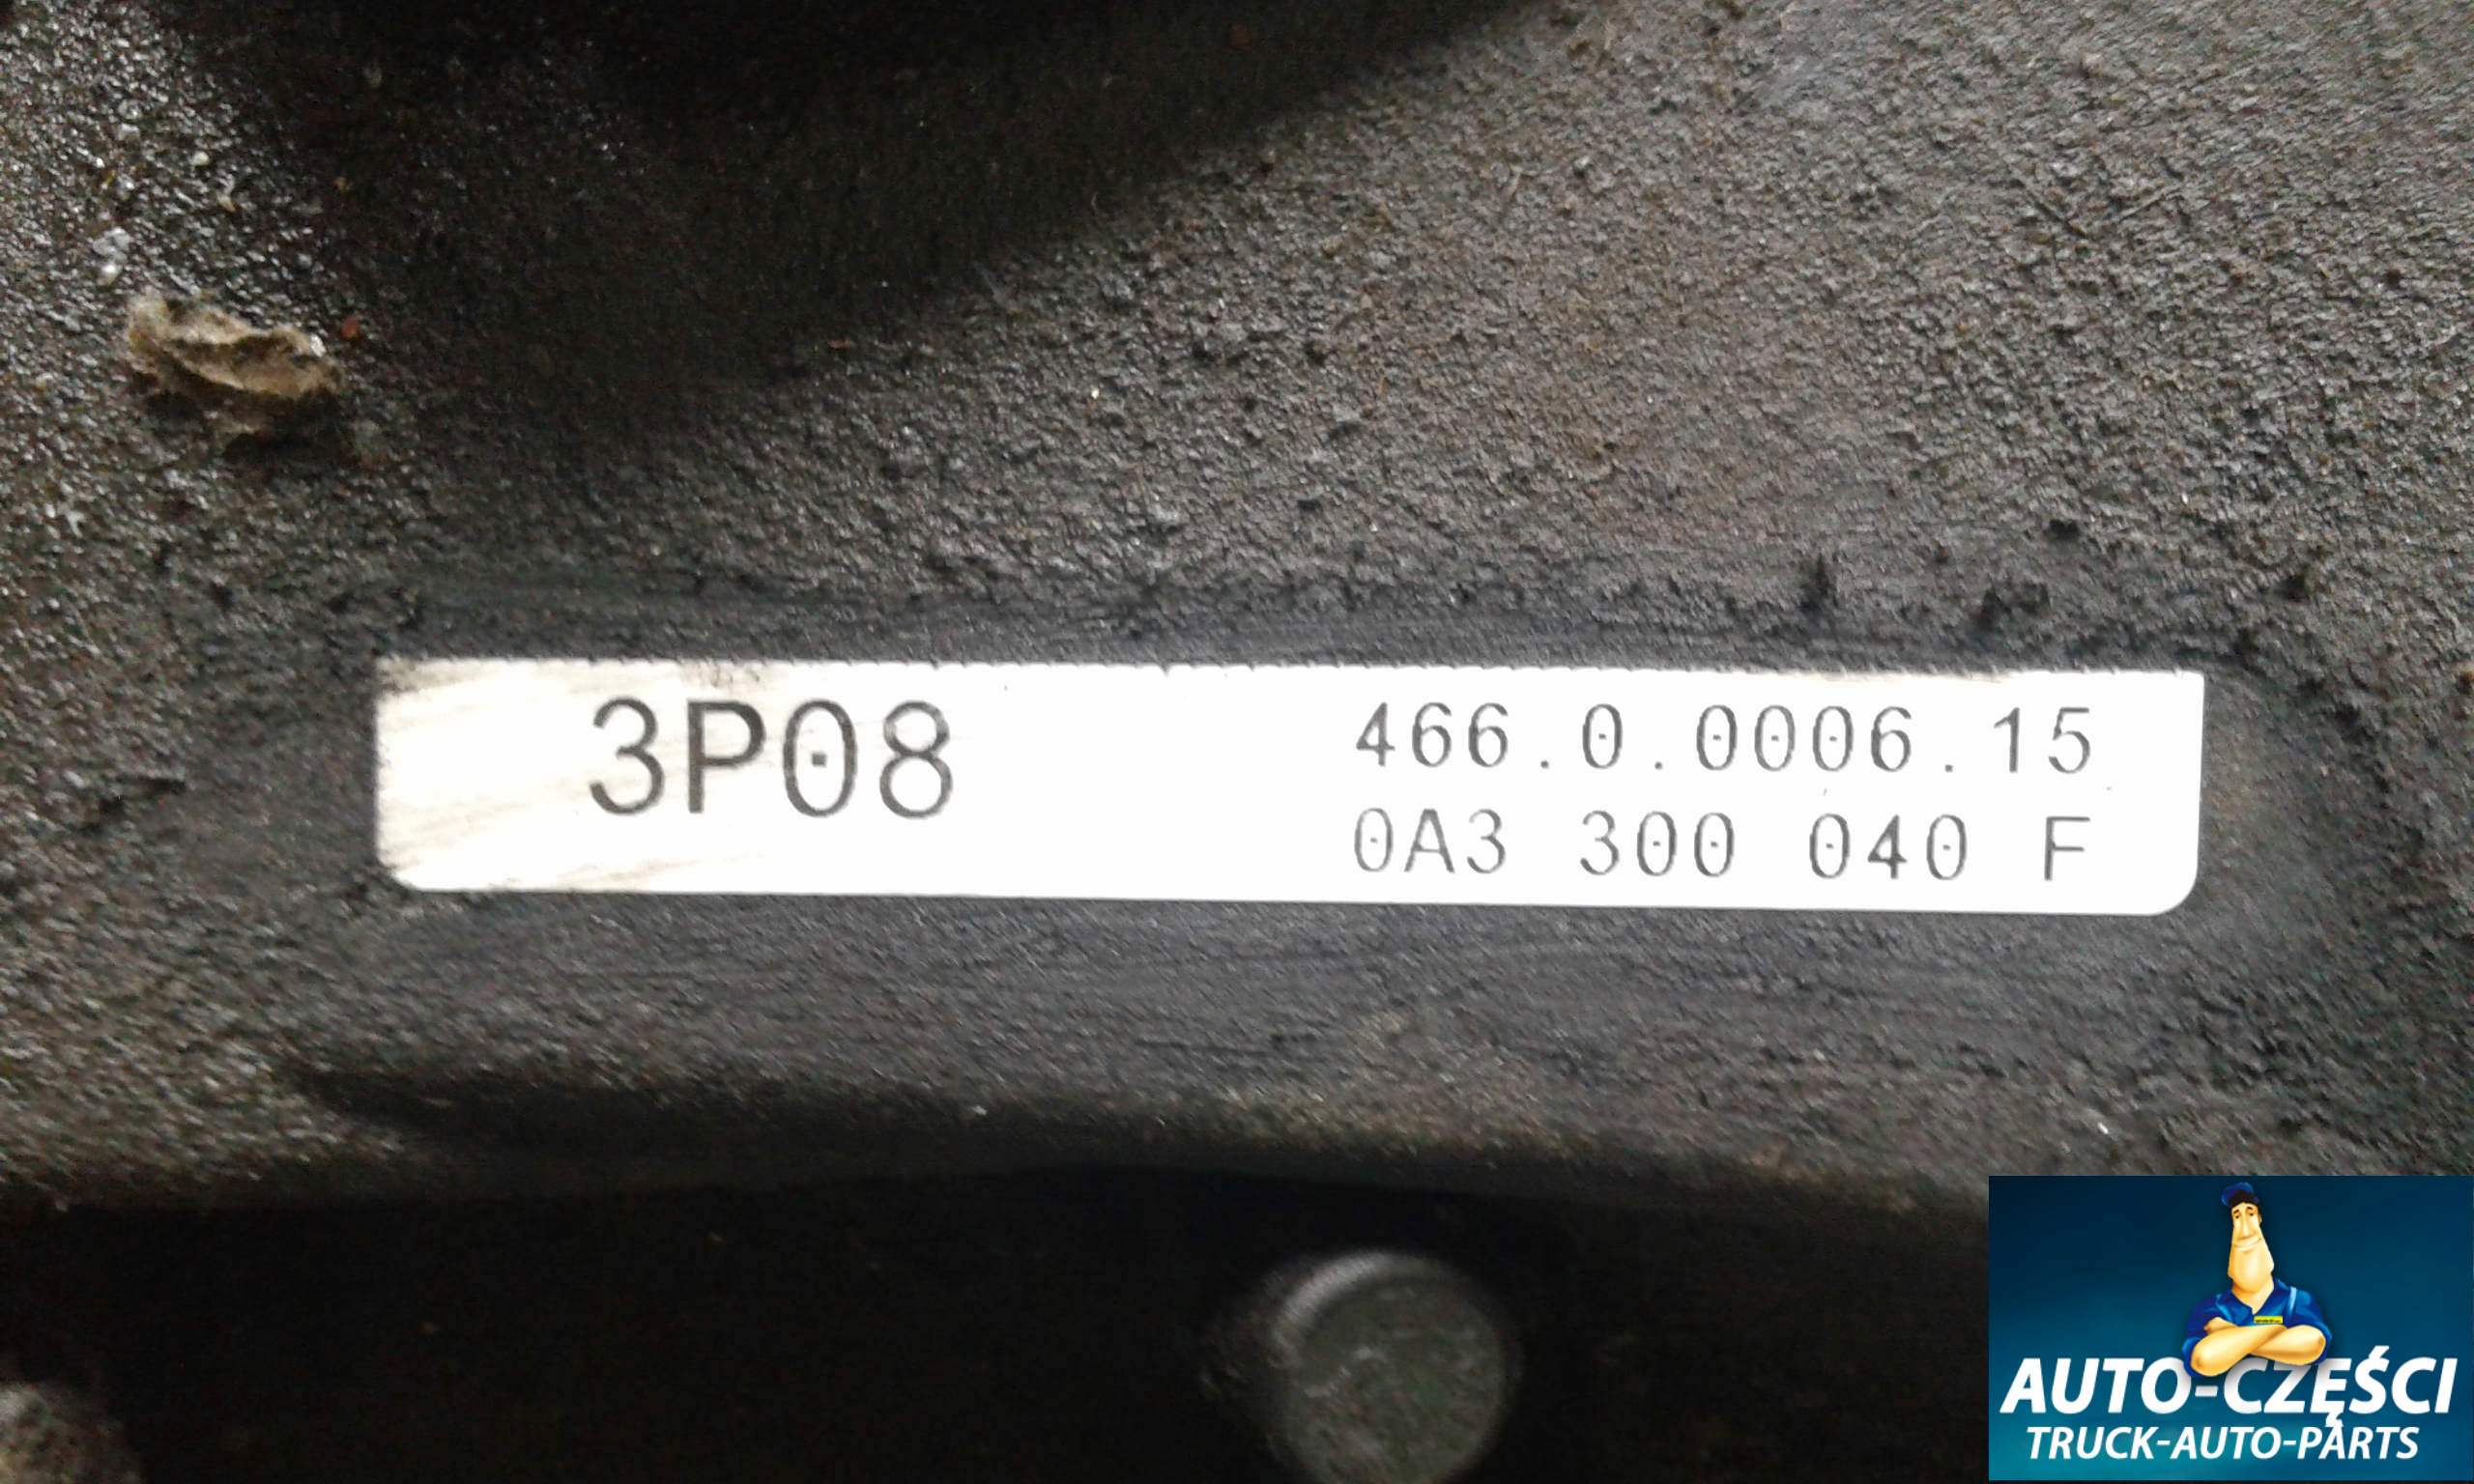 3P08
466.0.0006.15
0A3 300 040 F
AUTO-CZĘŚCI
TRUCK-AUTO-PARTS